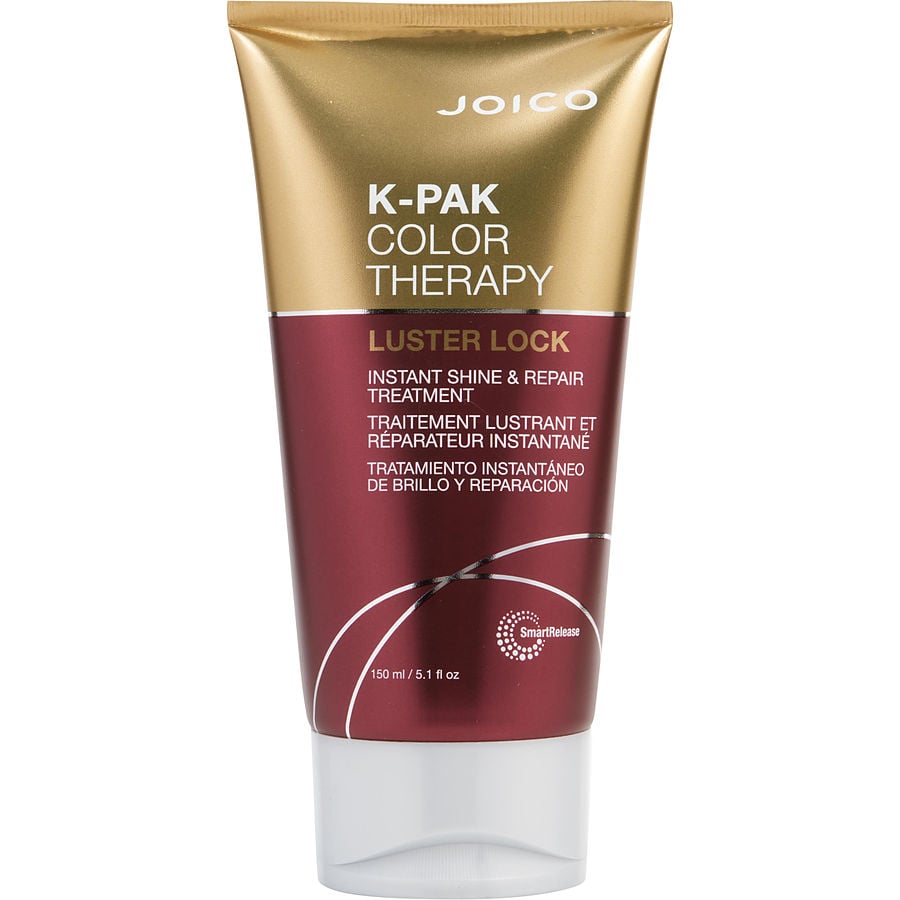 JOICO
K-PAK
COLOR
THERAPY
LUSTER LOCK
INSTANT SHINE & REPAIR
TREATMENT
TRAITEMENT LUSTRANT ET
RÉPARATEUR INSTANTANÉ
TRATAMIENTO INSTANTÁNEO
DE BRILLO Y REPARACIÓN
SmartRelease
150 ml / 5.1 fl oz